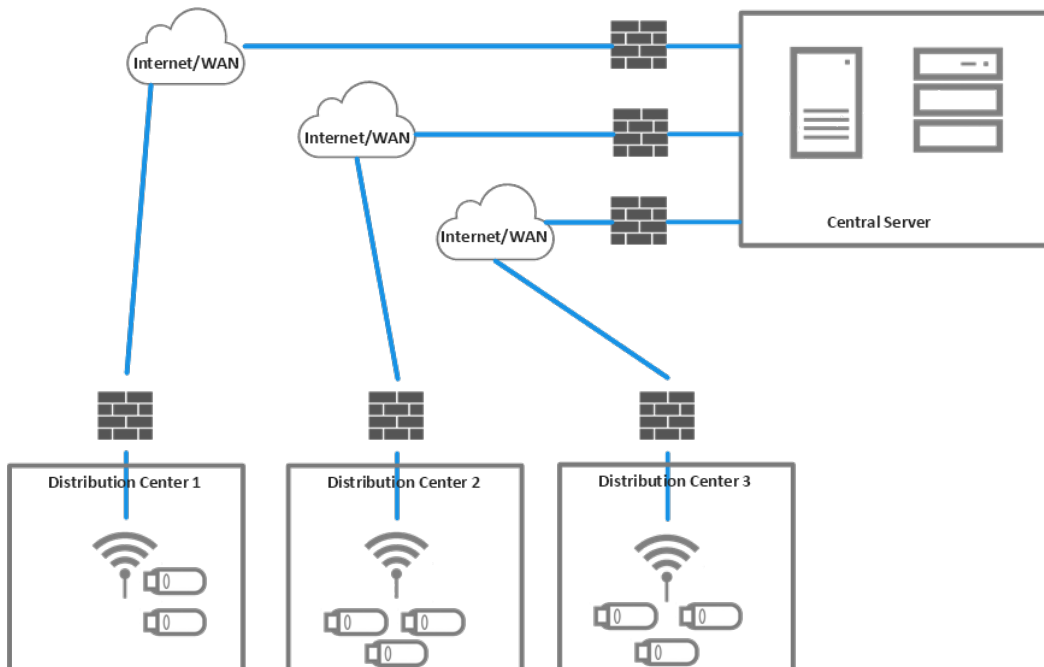 Internet/WAN
Internet/WAN
Internet/WAN
Central Server
Distribution Center 1
Distribution Center 2
Distribution Center 3